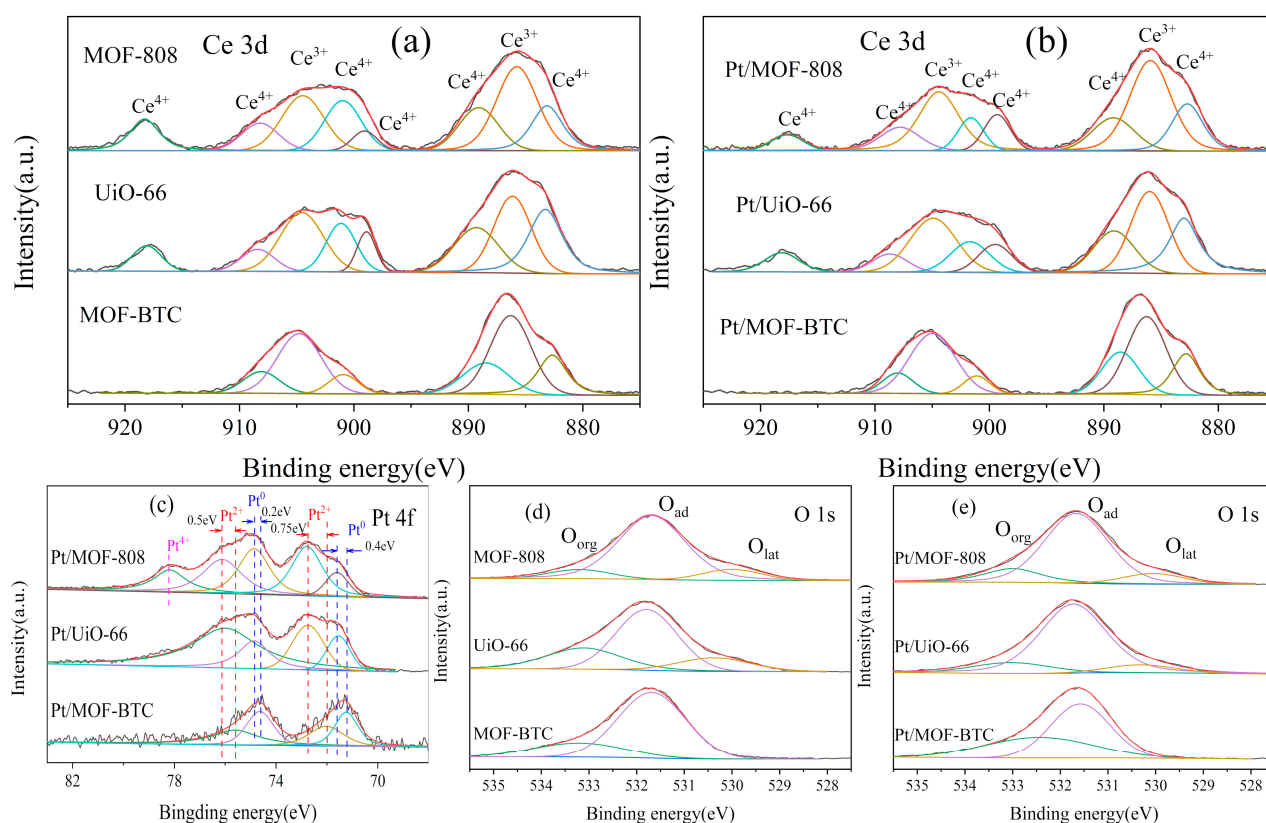 (a)
Ce 3d
MOF-808
Ce4+
Ce4+
Ce3+
Ce4+
Ce4+
Ce4+
Ce3+
Ce4+
UiO-66
MOF-BTC
Intensity(a.u.)
920 910 900 890 880
Binding energy(eV)
(b)
Ce 3d
Pt/MOF-808
Ce4+
Ce4+
Ce3+
Ce4+
Ce4+
Ce4+
Ce3+
Ce4+
Pt/UiO-66
Pt/MOF-BTC
Intensity(a.u.)
920 910 900 890 880
Binding energy(eV)
(c)
Pt 4f
Pt0
0.5eV Pt2+ 0.2eV Pt2+
0.75eV Pt0
Pt4+ 0.4eV
Pt/MOF-808
Pt/UiO-66
Pt/MOF-BTC
Intensity(a.u.)
83 78 74 70
Bingding energy(eV)
(d)
O 1s
Oad
Oorg
Olat
MOF-808
UiO-66
MOF-BTC
Intensity(a.u.)
535 534 533 532 531 530 529 528
Binding energy(eV)
(e)
O 1s
Oad
Oorg
Olat
Pt/MOF-808
Pt/UiO-66
Pt/MOF-BTC
Intensity(a.u.)
535 534 533 532 531 530 529 528
Binding energy(eV)